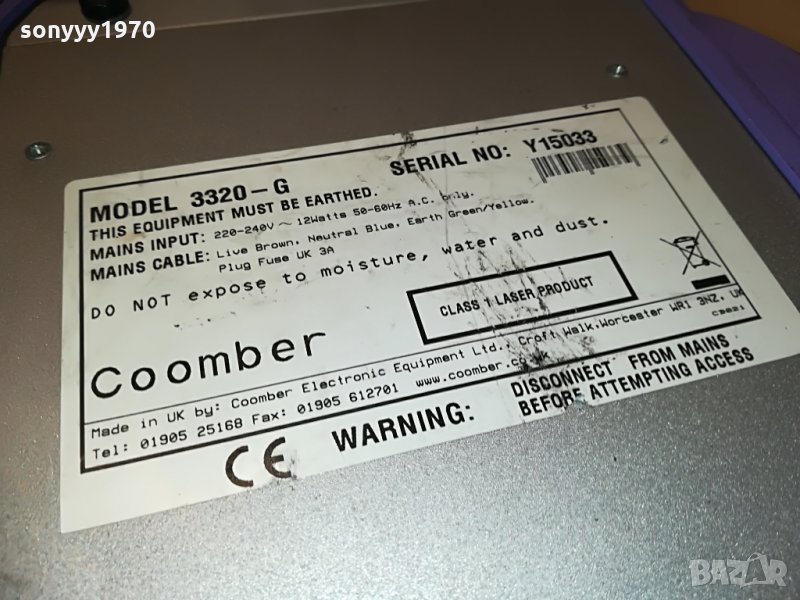 sonyyy1970
MODEL 3320-G
SERIAL NO: Y15033
THIS EQUIPMENT MUST BE EARTHED.
MAINS INPUT: 220-240V ~ 12Watts 50-60Hz A.C. only.
MAINS CABLE: Live Brown, Neutral Blue, Earth Green/Yellow.
Plug Fuse UK 3A
DO NOT expose to moisture, water and dust.
CLASS 1 LASER PRODUCT
Coomber
Made in UK by: Coomber Electronic Equipment Ltd., Croft Walk, Worcester WR1 3NZ. UK
Tel: 01905 25168 Fax: 01905 612701 www.coomber.co.uk
CE WARNING: DISCONNECT FROM MAINS
BEFORE ATTEMPTING ACCESS
BAZAR